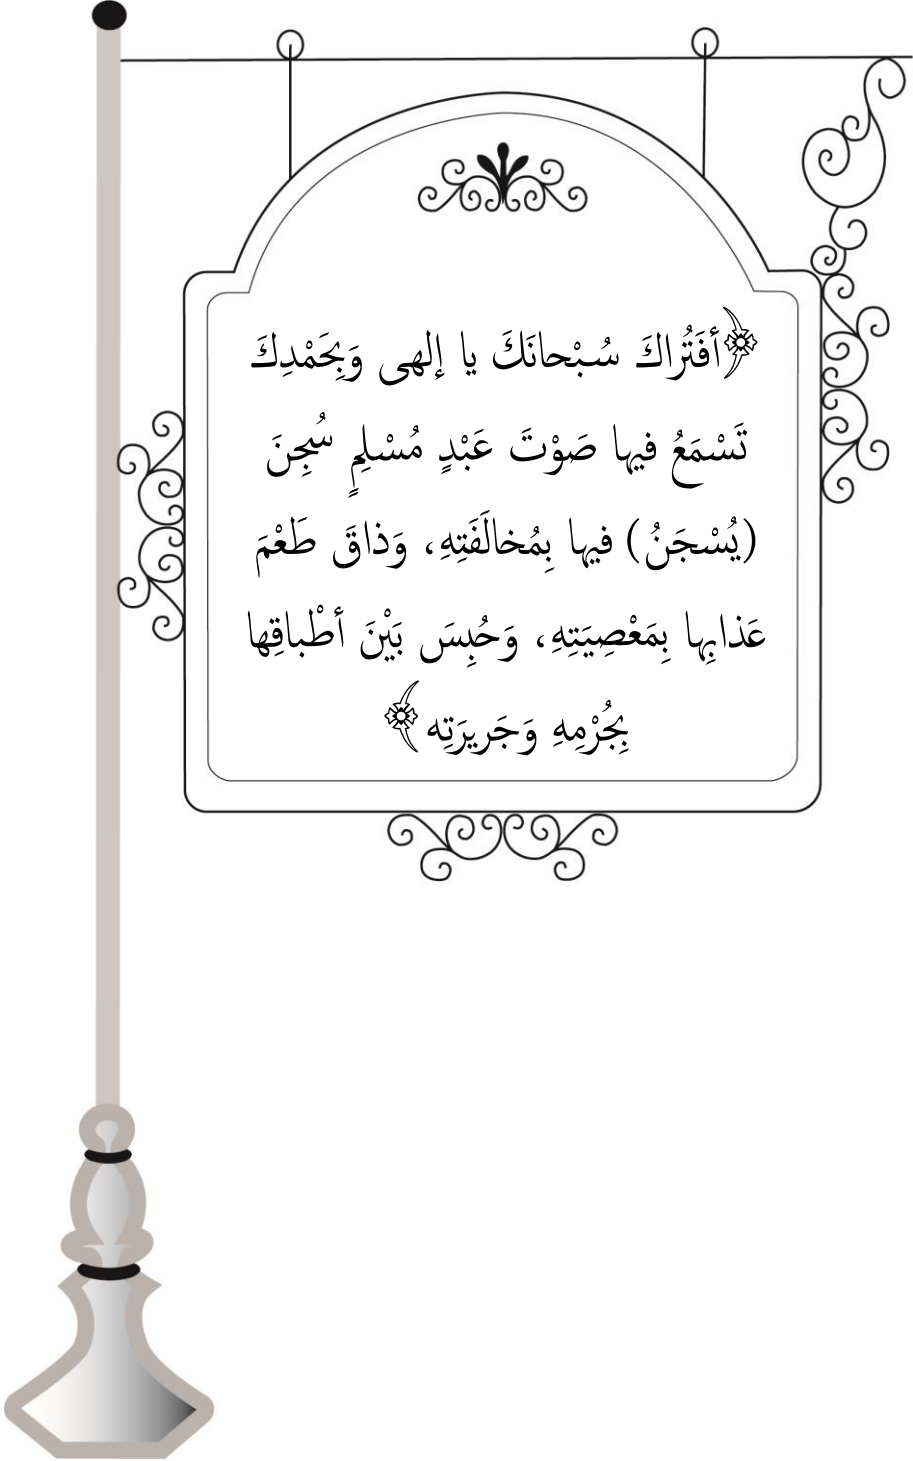 ﴿أفَتُراكَ سُبْحانَكَ يا إلهى وَبِحَمْدِكَ
تَسْمَعُ فيها صَوْتَ عَبْدٍ مُسْلِمٍ سُجِنَ
(يُسْجَنُ) فيها بِمُخالَفَتِهِ، وَذاقَ طَعْمَ
عَذابِها بِمَعْصِيَتِهِ، وَحُبِسَ بَيْنَ أطْباقِها
بِجُرْمِهِ وَجَريرَتِه﴾